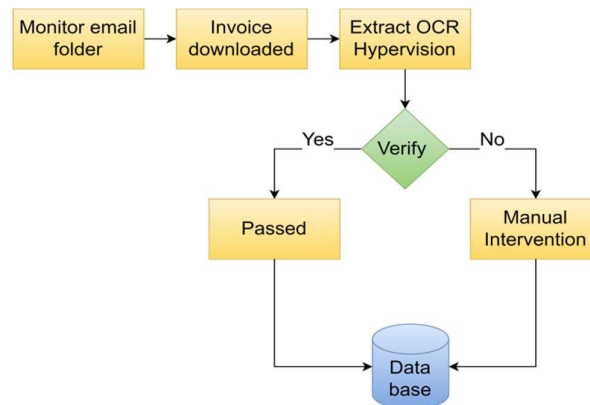 Monitor email
folder
Invoice
downloaded
Extract OCR
Hypervision
Verify
Yes
No
Passed
Manual
Intervention
Data
base